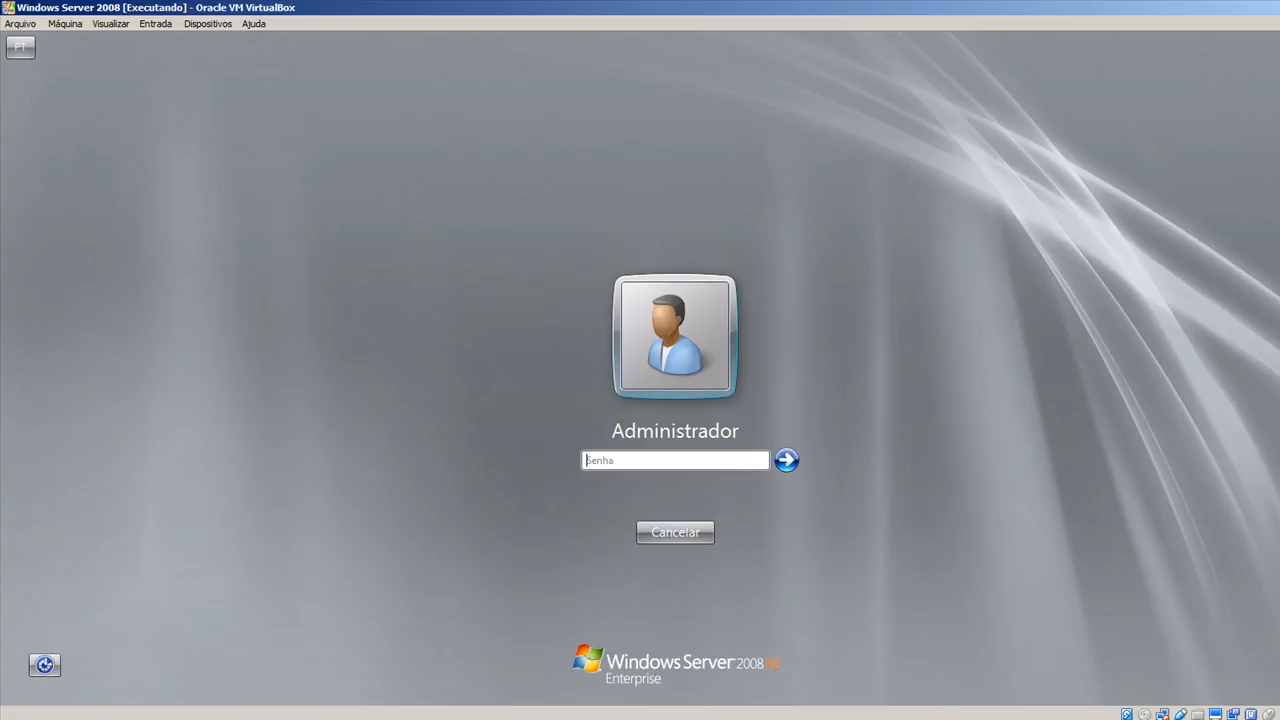 Windows Server 2008 [Executando] - Oracle VM VirtualBox
Arquivo Máquina Visualizar Entrada Dispositivos Ajuda
PT
Administrador
Senha
Cancelar
Windows Server 2008 R2
Enterprise